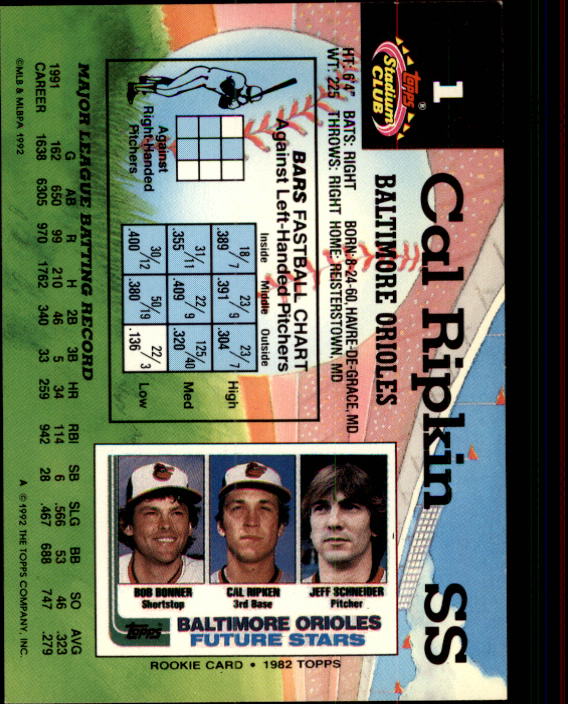 1
Topps®
Stadium
CLUB
Cal Ripkin SS
BALTIMORE ORIOLES
HT: 6'4" BATS: RIGHT BORN: 8-24-60, HAVRE-DE-GRACE, MD
WT: 225 THROWS: RIGHT HOME: REISTERSTOWN, MD
BARS FASTBALL CHART
Against Left-Handed Pitchers
Inside Middle Outside
18/7 23/9 23/7
.389 .391 .304 High
31/11 22/9 125/40
.355 .409 .320 Med
30/12 50/19 22/3
.400 .380 .136 Low
Against
Right-Handed
Pitchers
JEFF SCHNEIDER
Pitcher
CAL RIPKEN
3rd Base
BOB BONNER
Shortstop
BALTIMORE ORIOLES
FUTURE STARS
TOPPS
ROOKIE CARD • 1982 TOPPS
MAJOR LEAGUE BATTING RECORD
G AB R H 2B 3B HR RBI SB SLG BB SO AVG
1991 162 650 99 210 46 5 34 114 6 .566 53 46 .323
CAREER 1638 6305 970 1762 340 33 259 942 28 .467 688 747 .279
©MLB & MLBPA 1992
A ©1992 THE TOPPS COMPANY, INC.